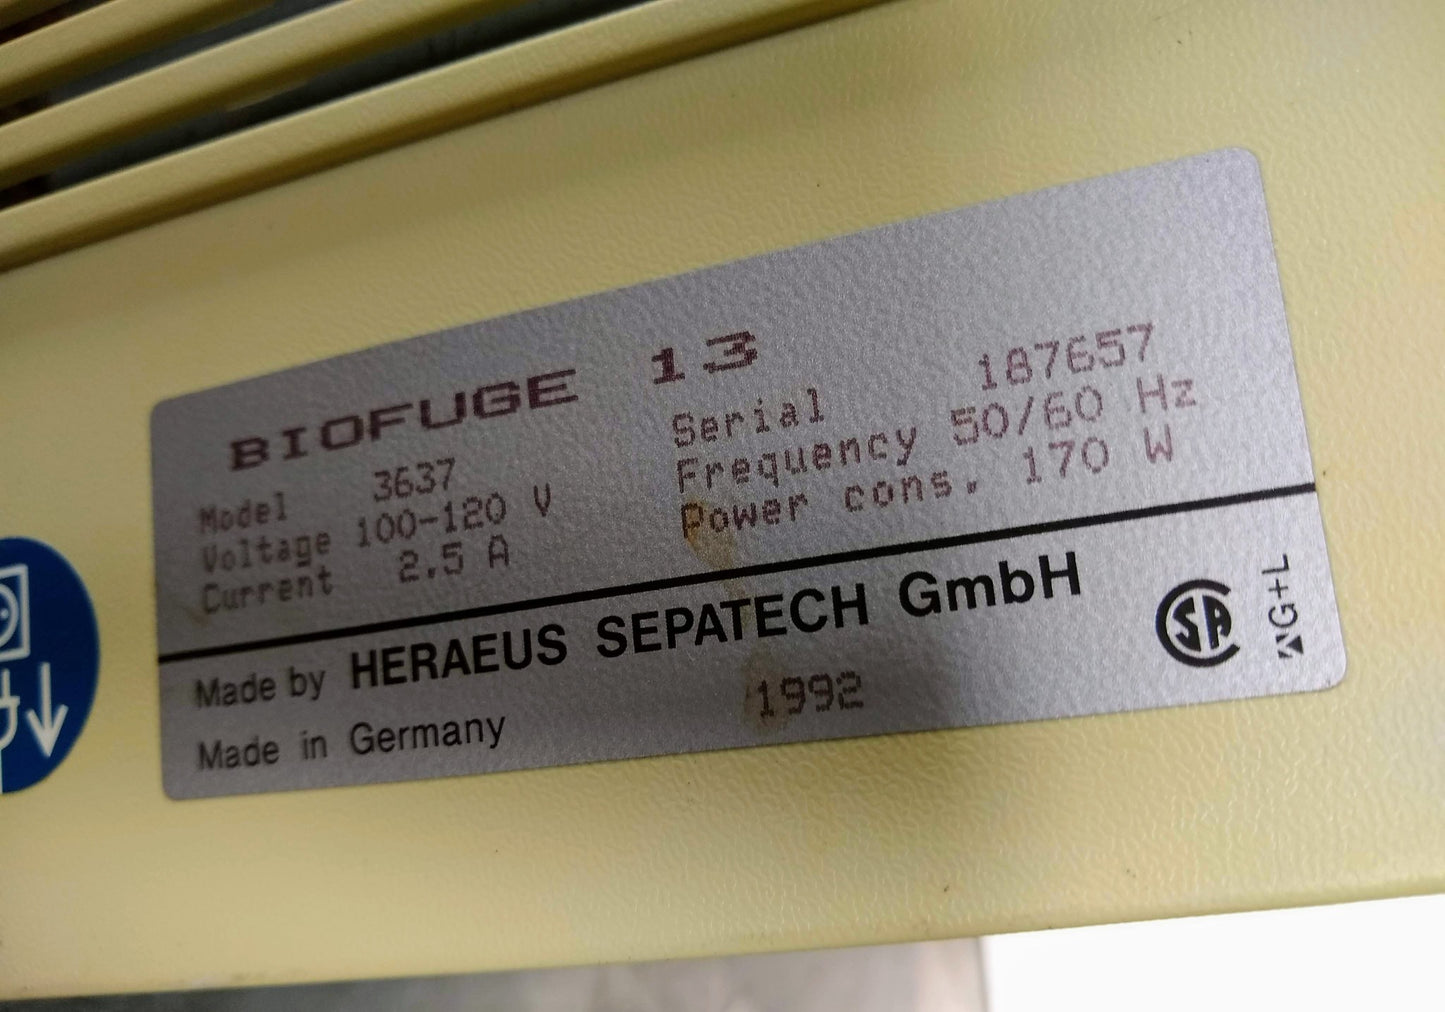 BIOFUGE 13
Model 3637
Voltage 100-120 V
Current 2.5 A
Serial 187657
Frequency 50/60 Hz
Power cons. 170 W
Made by HERAEUS SEPATECH GmbH
Made in Germany 1992
SA
G+L